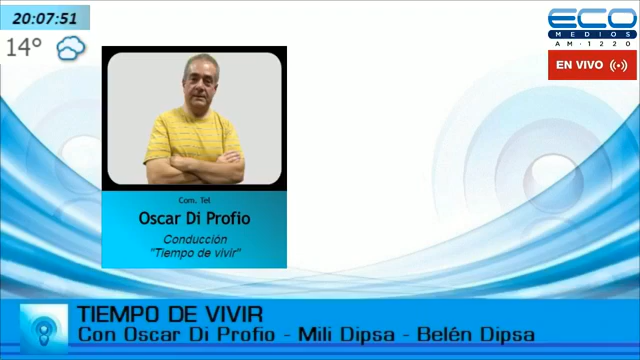 20:07:51
14°
ECO
MEDIOS
AM·1220
EN VIVO
Com. Tel
Oscar Di Profio
Conducción
"Tiempo de vivir"
TIEMPO DE VIVIR
Con Oscar Di Profio - Mili Dipsa - Belén Dipsa